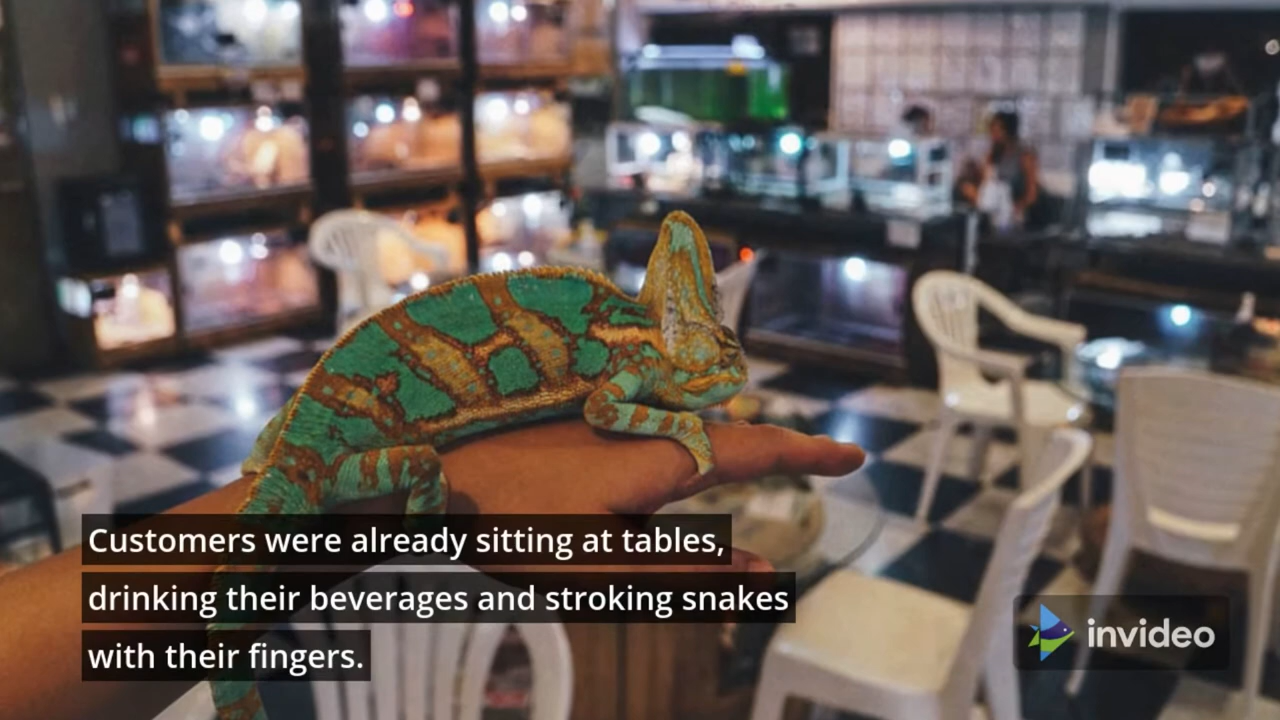 Customers were already sitting at tables,
drinking their beverages and stroking snakes
with their fingers.
invideo